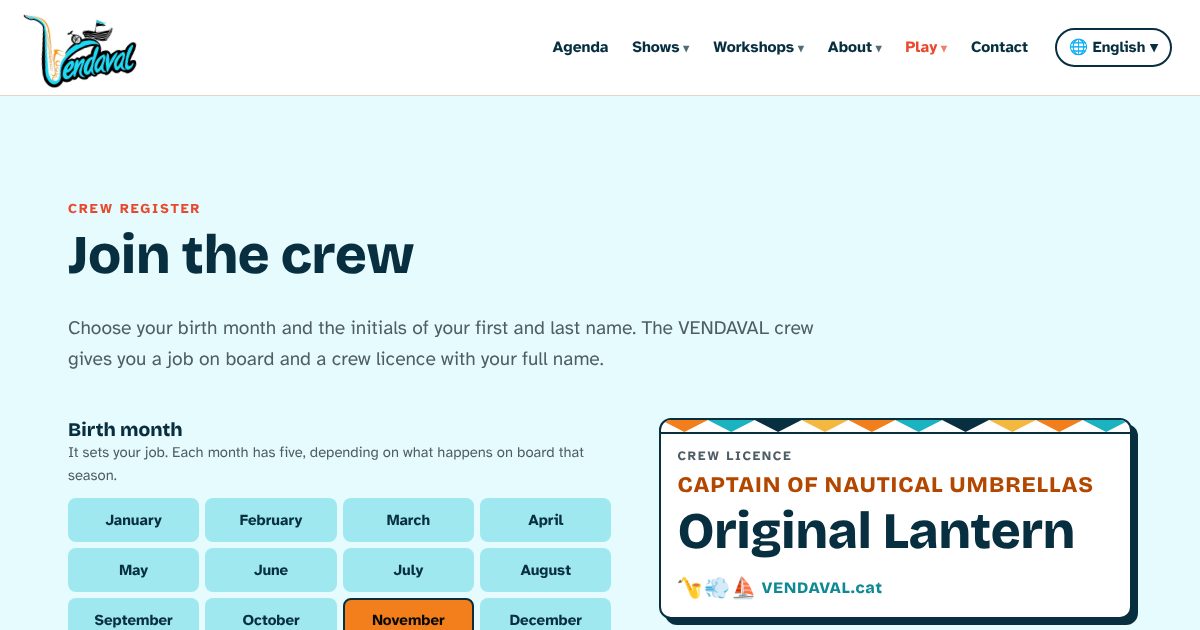 Vendaval
Agenda Shows ▾ Workshops ▾ About ▾ Play ▾ Contact 🌐 English ▾
CREW REGISTER
Join the crew
Choose your birth month and the initials of your first and last name. The VENDAVAL crew
gives you a job on board and a crew licence with your full name.
Birth month
It sets your job. Each month has five, depending on what happens on board that
season.
January February March April
May June July August
September October November December
CREW LICENCE
CAPTAIN OF NAUTICAL UMBRELLAS
Original Lantern
🎷💨⛵ VENDAVAL.cat